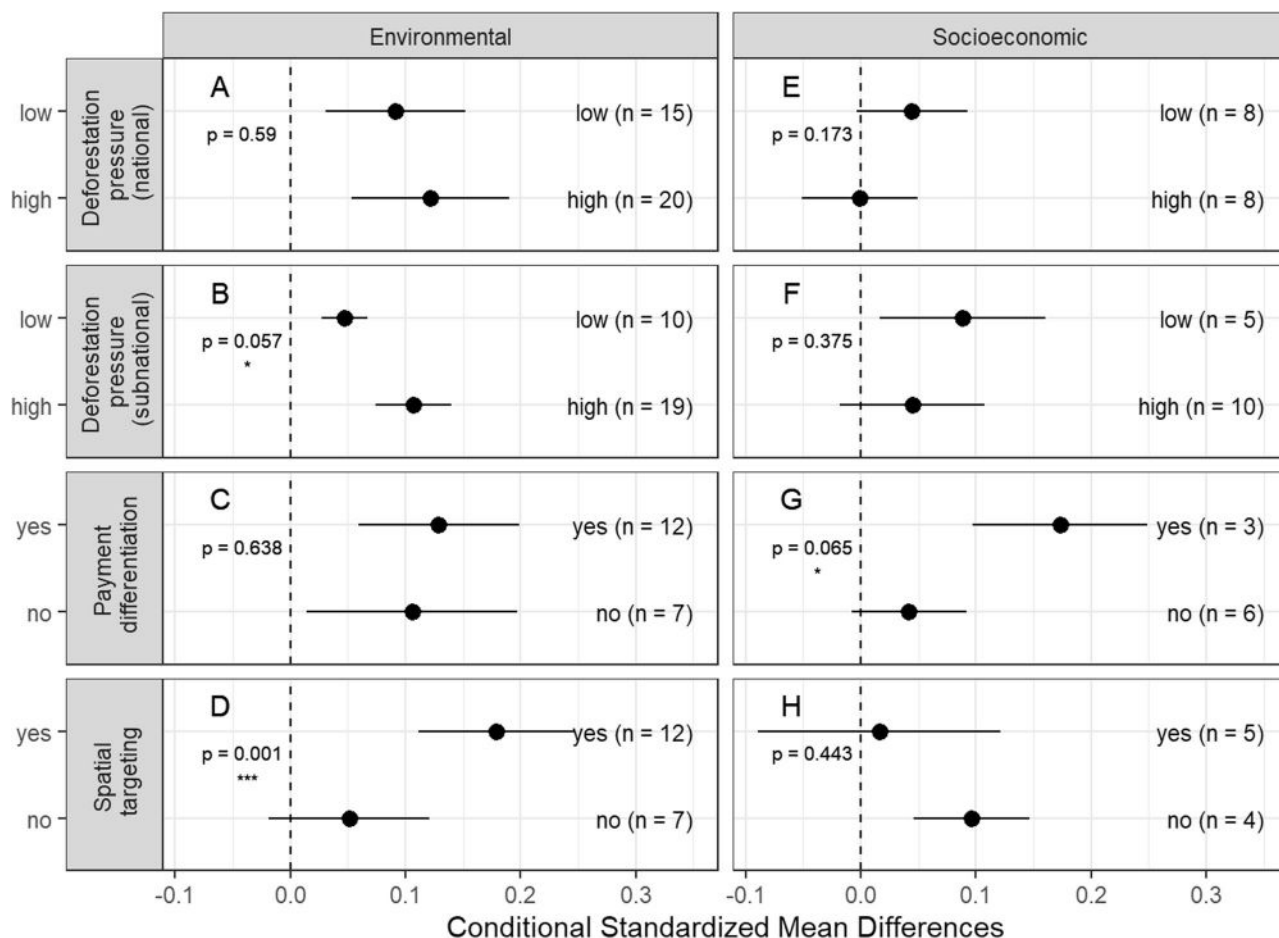 Environmental
Socioeconomic
Deforestation
pressure
(national)
low
high
A
p = 0.59
low (n = 15)
high (n = 20)
E
p = 0.173
low (n = 8)
high (n = 8)
Deforestation
pressure
(subnational)
low
high
B
p = 0.057
*
low (n = 10)
high (n = 19)
F
p = 0.375
low (n = 5)
high (n = 10)
Payment
differentiation
yes
no
C
p = 0.638
yes (n = 12)
no (n = 7)
G
p = 0.065
*
yes (n = 3)
no (n = 6)
Spatial
targeting
yes
no
D
p = 0.001
***
yes (n = 12)
no (n = 7)
H
p = 0.443
yes (n = 5)
no (n = 4)
-0.1 0.0 0.1 0.2 0.3
-0.1 0.0 0.1 0.2 0.3
Conditional Standardized Mean Differences